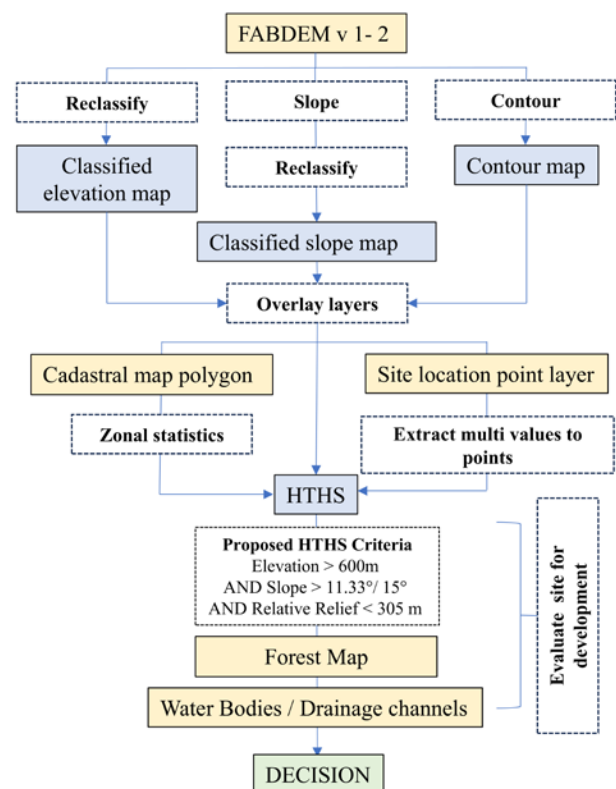 FABDEM v 1- 2
Reclassify
Slope
Contour
Classified
elevation map
Reclassify
Contour map
Classified slope map
Overlay layers
Cadastral map polygon
Site location point layer
Zonal statistics
Extract multi values to
points
HTHS
Proposed HTHS Criteria
Elevation > 600m
AND Slope > 11.33°/ 15°
AND Relative Relief < 305 m
Evaluate site for
development
Forest Map
Water Bodies / Drainage channels
DECISION